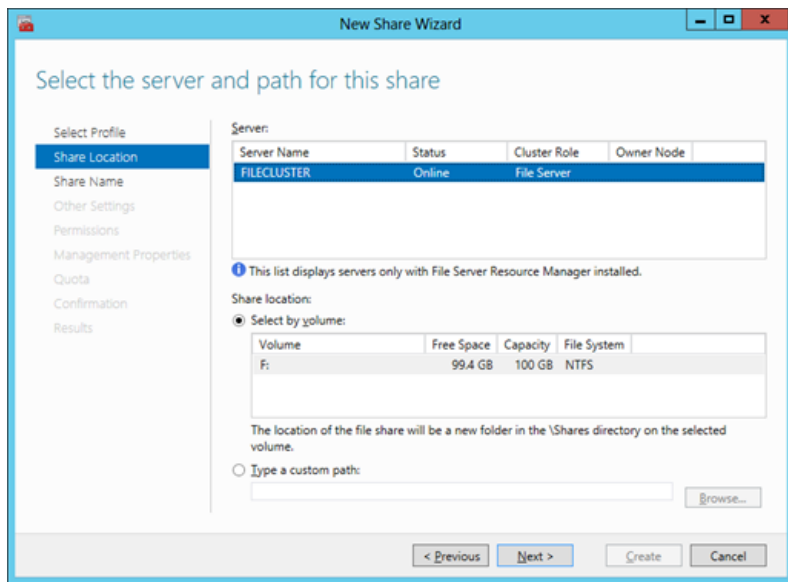 New Share Wizard
Select the server and path for this share
Select Profile
Share Location
Share Name
Other Settings
Permissions
Management Properties
Quota
Confirmation
Results
Server:
Server Name Status Cluster Role Owner Node
FILECLUSTER Online File Server
This list displays servers only with File Server Resource Manager installed.
Share location:
Select by volume:
Volume Free Space Capacity File System
F: 99.4 GB 100 GB NTFS
The location of the file share will be a new folder in the \Shares directory on the selected
volume.
Type a custom path:
Browse...
< Previous Next > Create Cancel